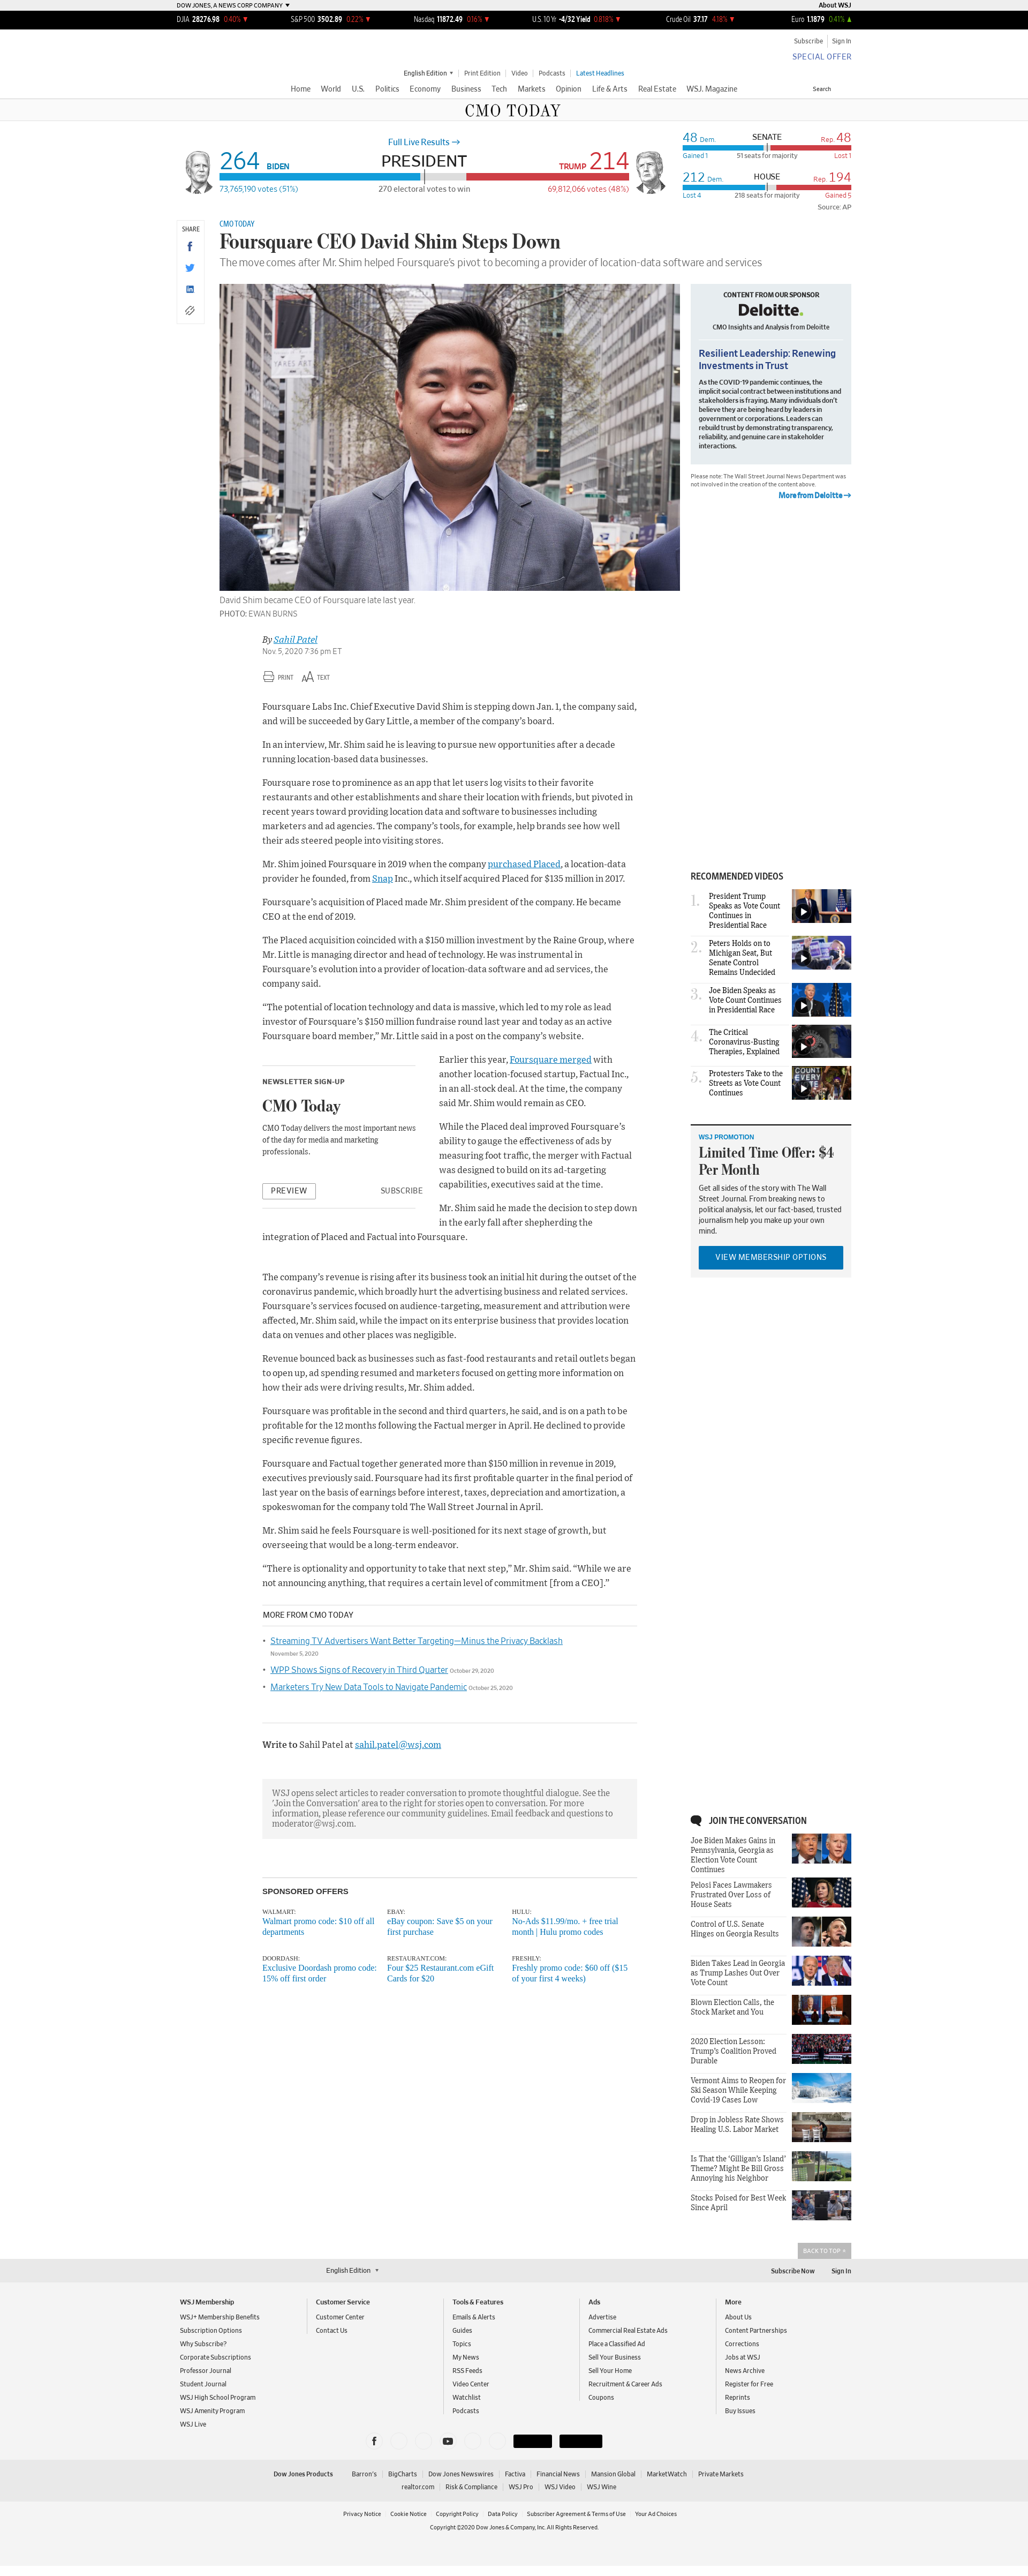 DOW JONES, A NEWS CORP COMPANY ▼
About WSJ
DJIA 28276.98 0.40% ▼
S&P 500 3502.89 0.22% ▼
Nasdaq 11872.49 0.16% ▼
U.S. 10 Yr -4/32 Yield 0.818% ▼
Crude Oil 37.17 4.18% ▼
Euro 1.1879 0.41% ▲
Subscribe | Sign In
SPECIAL OFFER
English Edition ▼ | Print Edition | Video | Podcasts | Latest Headlines
Home World U.S. Politics Economy Business Tech Markets Opinion Life & Arts Real Estate WSJ. Magazine
Search
CMO TODAY
Full Live Results →
264 BIDEN
PRESIDENT
TRUMP 214
73,765,190 votes (51%)
270 electoral votes to win
69,812,066 votes (48%)
48 Dem.
SENATE
Rep. 48
Gained 1
51 seats for majority
Lost 1
212 Dem.
HOUSE
Rep. 194
Lost 4
218 seats for majority
Gained 5
Source: AP
SHARE
CMO TODAY
Foursquare CEO David Shim Steps Down
The move comes after Mr. Shim helped Foursquare’s pivot to becoming a provider of location-data software and services
David Shim became CEO of Foursquare late last year.
PHOTO: EWAN BURNS
By Sahil Patel
Nov. 5, 2020 7:36 pm ET
PRINT
TEXT
Foursquare Labs Inc. Chief Executive David Shim is stepping down Jan. 1, the company said,
and will be succeeded by Gary Little, a member of the company’s board.
In an interview, Mr. Shim said he is leaving to pursue new opportunities after a decade
running location-based data businesses.
Foursquare rose to prominence as an app that let users log visits to their favorite
restaurants and other establishments and share their location with friends, but pivoted in
recent years toward providing location data and software to businesses including
marketers and ad agencies. The company’s tools, for example, help brands see how well
their ads steered people into visiting stores.
Mr. Shim joined Foursquare in 2019 when the company purchased Placed, a location-data
provider he founded, from Snap Inc., which itself acquired Placed for $135 million in 2017.
Foursquare’s acquisition of Placed made Mr. Shim president of the company. He became
CEO at the end of 2019.
The Placed acquisition coincided with a $150 million investment by the Raine Group, where
Mr. Little is managing director and head of technology. He was instrumental in
Foursquare’s evolution into a provider of location-data software and ad services, the
company said.
“The potential of location technology and data is massive, which led to my role as lead
investor of Foursquare’s $150 million fundraise round last year and today as an active
Foursquare board member,” Mr. Little said in a post on the company’s website.
NEWSLETTER SIGN-UP
CMO Today
CMO Today delivers the most important news
of the day for media and marketing
professionals.
PREVIEW
SUBSCRIBE
Earlier this year, Foursquare merged with
another location-focused startup, Factual Inc.,
in an all-stock deal. At the time, the company
said Mr. Shim would remain as CEO.
While the Placed deal improved Foursquare’s
ability to gauge the effectiveness of ads by
measuring foot traffic, the merger with Factual
was designed to build on its ad-targeting
capabilities, executives said at the time.
Mr. Shim said he made the decision to step down
in the early fall after shepherding the
integration of Placed and Factual into Foursquare.
The company’s revenue is rising after its business took an initial hit during the outset of the
coronavirus pandemic, which broadly hurt the advertising business and related services.
Foursquare’s services focused on audience-targeting, measurement and attribution were
affected, Mr. Shim said, while the impact on its enterprise business that provides location
data on venues and other places was negligible.
Revenue bounced back as businesses such as fast-food restaurants and retail outlets began
to open up, ad spending resumed and marketers focused on getting more information on
how their ads were driving results, Mr. Shim added.
Foursquare was profitable in the second and third quarters, he said, and is on a path to be
profitable for the 12 months following the Factual merger in April. He declined to provide
specific revenue figures.
Foursquare and Factual together generated more than $150 million in revenue in 2019,
executives previously said. Foursquare had its first profitable quarter in the final period of
last year on the basis of earnings before interest, taxes, depreciation and amortization, a
spokeswoman for the company told The Wall Street Journal in April.
Mr. Shim said he feels Foursquare is well-positioned for its next stage of growth, but
overseeing that would be a long-term endeavor.
“There is optionality and opportunity to take that next step,” Mr. Shim said. “While we are
not announcing anything, that requires a certain level of commitment [from a CEO].”
MORE FROM CMO TODAY
• Streaming TV Advertisers Want Better Targeting—Minus the Privacy Backlash
November 5, 2020
• WPP Shows Signs of Recovery in Third Quarter October 29, 2020
• Marketers Try New Data Tools to Navigate Pandemic October 25, 2020
Write to Sahil Patel at sahil.patel@wsj.com
WSJ opens select articles to reader conversation to promote thoughtful dialogue. See the
‘Join the Conversation’ area to the right for stories open to conversation. For more
information, please reference our community guidelines. Email feedback and questions to
moderator@wsj.com.
SPONSORED OFFERS
WALMART:
Walmart promo code: $10 off all
departments
EBAY:
eBay coupon: Save $5 on your
first purchase
HULU:
No-Ads $11.99/mo. + free trial
month | Hulu promo codes
DOORDASH:
Exclusive Doordash promo code:
15% off first order
RESTAURANT.COM:
Four $25 Restaurant.com eGift
Cards for $20
FRESHLY:
Freshly promo code: $60 off ($15
of your first 4 weeks)
CONTENT FROM OUR SPONSOR
Deloitte.
CMO Insights and Analysis from Deloitte
Resilient Leadership: Renewing
Investments in Trust
As the COVID-19 pandemic continues, the
implicit social contract between institutions and
stakeholders is fraying. Many individuals don’t
believe they are being heard by leaders in
government or corporations. Leaders can
rebuild trust by demonstrating transparency,
reliability, and genuine care in stakeholder
interactions.
Please note: The Wall Street Journal News Department was
not involved in the creation of the content above.
More from Deloitte →
RECOMMENDED VIDEOS
1. President Trump
Speaks as Vote Count
Continues in
Presidential Race
2. Peters Holds on to
Michigan Seat, But
Senate Control
Remains Undecided
3. Joe Biden Speaks as
Vote Count Continues
in Presidential Race
4. The Critical
Coronavirus-Busting
Therapies, Explained
5. Protesters Take to the
Streets as Vote Count
Continues
WSJ PROMOTION
Limited Time Offer: $4
Per Month
Get all sides of the story with The Wall
Street Journal. From breaking news to
political analysis, let our fact-based, trusted
journalism help you make up your own
mind.
VIEW MEMBERSHIP OPTIONS
JOIN THE CONVERSATION
Joe Biden Makes Gains in
Pennsylvania, Georgia as
Election Vote Count
Continues
Pelosi Faces Lawmakers
Frustrated Over Loss of
House Seats
Control of U.S. Senate
Hinges on Georgia Results
Biden Takes Lead in Georgia
as Trump Lashes Out Over
Vote Count
Blown Election Calls, the
Stock Market and You
2020 Election Lesson:
Trump’s Coalition Proved
Durable
Vermont Aims to Reopen for
Ski Season While Keeping
Covid-19 Cases Low
Drop in Jobless Rate Shows
Healing U.S. Labor Market
Is That the ‘Gilligan’s Island’
Theme? Might Be Bill Gross
Annoying his Neighbor
Stocks Poised for Best Week
Since April
BACK TO TOP
English Edition ▼
Subscribe Now
Sign In
WSJ Membership
WSJ+ Membership Benefits
Subscription Options
Why Subscribe?
Corporate Subscriptions
Professor Journal
Student Journal
WSJ High School Program
WSJ Amenity Program
WSJ Live
Customer Service
Customer Center
Contact Us
Tools & Features
Emails & Alerts
Guides
Topics
My News
RSS Feeds
Video Center
Watchlist
Podcasts
Ads
Advertise
Commercial Real Estate Ads
Place a Classified Ad
Sell Your Business
Sell Your Home
Recruitment & Career Ads
Coupons
More
About Us
Content Partnerships
Corrections
Jobs at WSJ
News Archive
Register for Free
Reprints
Buy Issues
Dow Jones Products
Barron's | BigCharts | Dow Jones Newswires | Factiva | Financial News | Mansion Global | MarketWatch | Private Markets
realtor.com | Risk & Compliance | WSJ Pro | WSJ Video | WSJ Wine
Privacy Notice Cookie Notice Copyright Policy Data Policy Subscriber Agreement & Terms of Use Your Ad Choices
Copyright ©2020 Dow Jones & Company, Inc. All Rights Reserved.